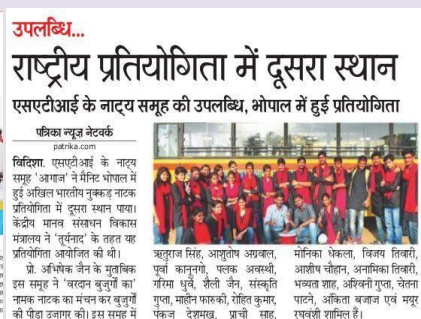 उपलब्धि...
राष्ट्रीय प्रतियोगिता में दूसरा स्थान
एसएटीआई के नाट्य समूह की उपलब्धि, भोपाल में हुई प्रतियोगिता
पत्रिका न्यूज नेटवर्क
patrika.com
विदिशा. एसएटीआई के नाट्य
समूह 'आगाज' ने मैनिट भोपाल में
हुई अखिल भारतीय नुक्कड़ नाटक
प्रतियोगिता में दूसरा स्थान पाया।
केंद्रीय मानव संसाधन विकास
मंत्रालय ने 'तूर्यनाद' के तहत यह
प्रतियोगिता आयोजित की थी।
प्रो. अभिषेक जैन के मुताबिक
इस समूह ने 'वरदान बुजुर्गों का'
नामक नाटक का मंचन कर बुजुर्गों
की पीड़ा उजागर की। इस समूह में
ऋतुराज सिंह, आशुतोष अग्रवाल,
पूर्वा कानूनगो, पलक अवस्थी,
गरिमा धुर्वे, शैली जैन, संस्कृति
गुप्ता, माहीन फारुकी, रोहित कुमार,
पंकज देशमुख, प्राची साहू,
मोनिका धेकला, विजय तिवारी,
आशीष चौहान, अनामिका तिवारी,
भव्यता शाह, अश्विनी गुप्ता, चेतना
पाटने, अंकिता बजाज एवं मयूर
रघुवंशी शामिल हैं।